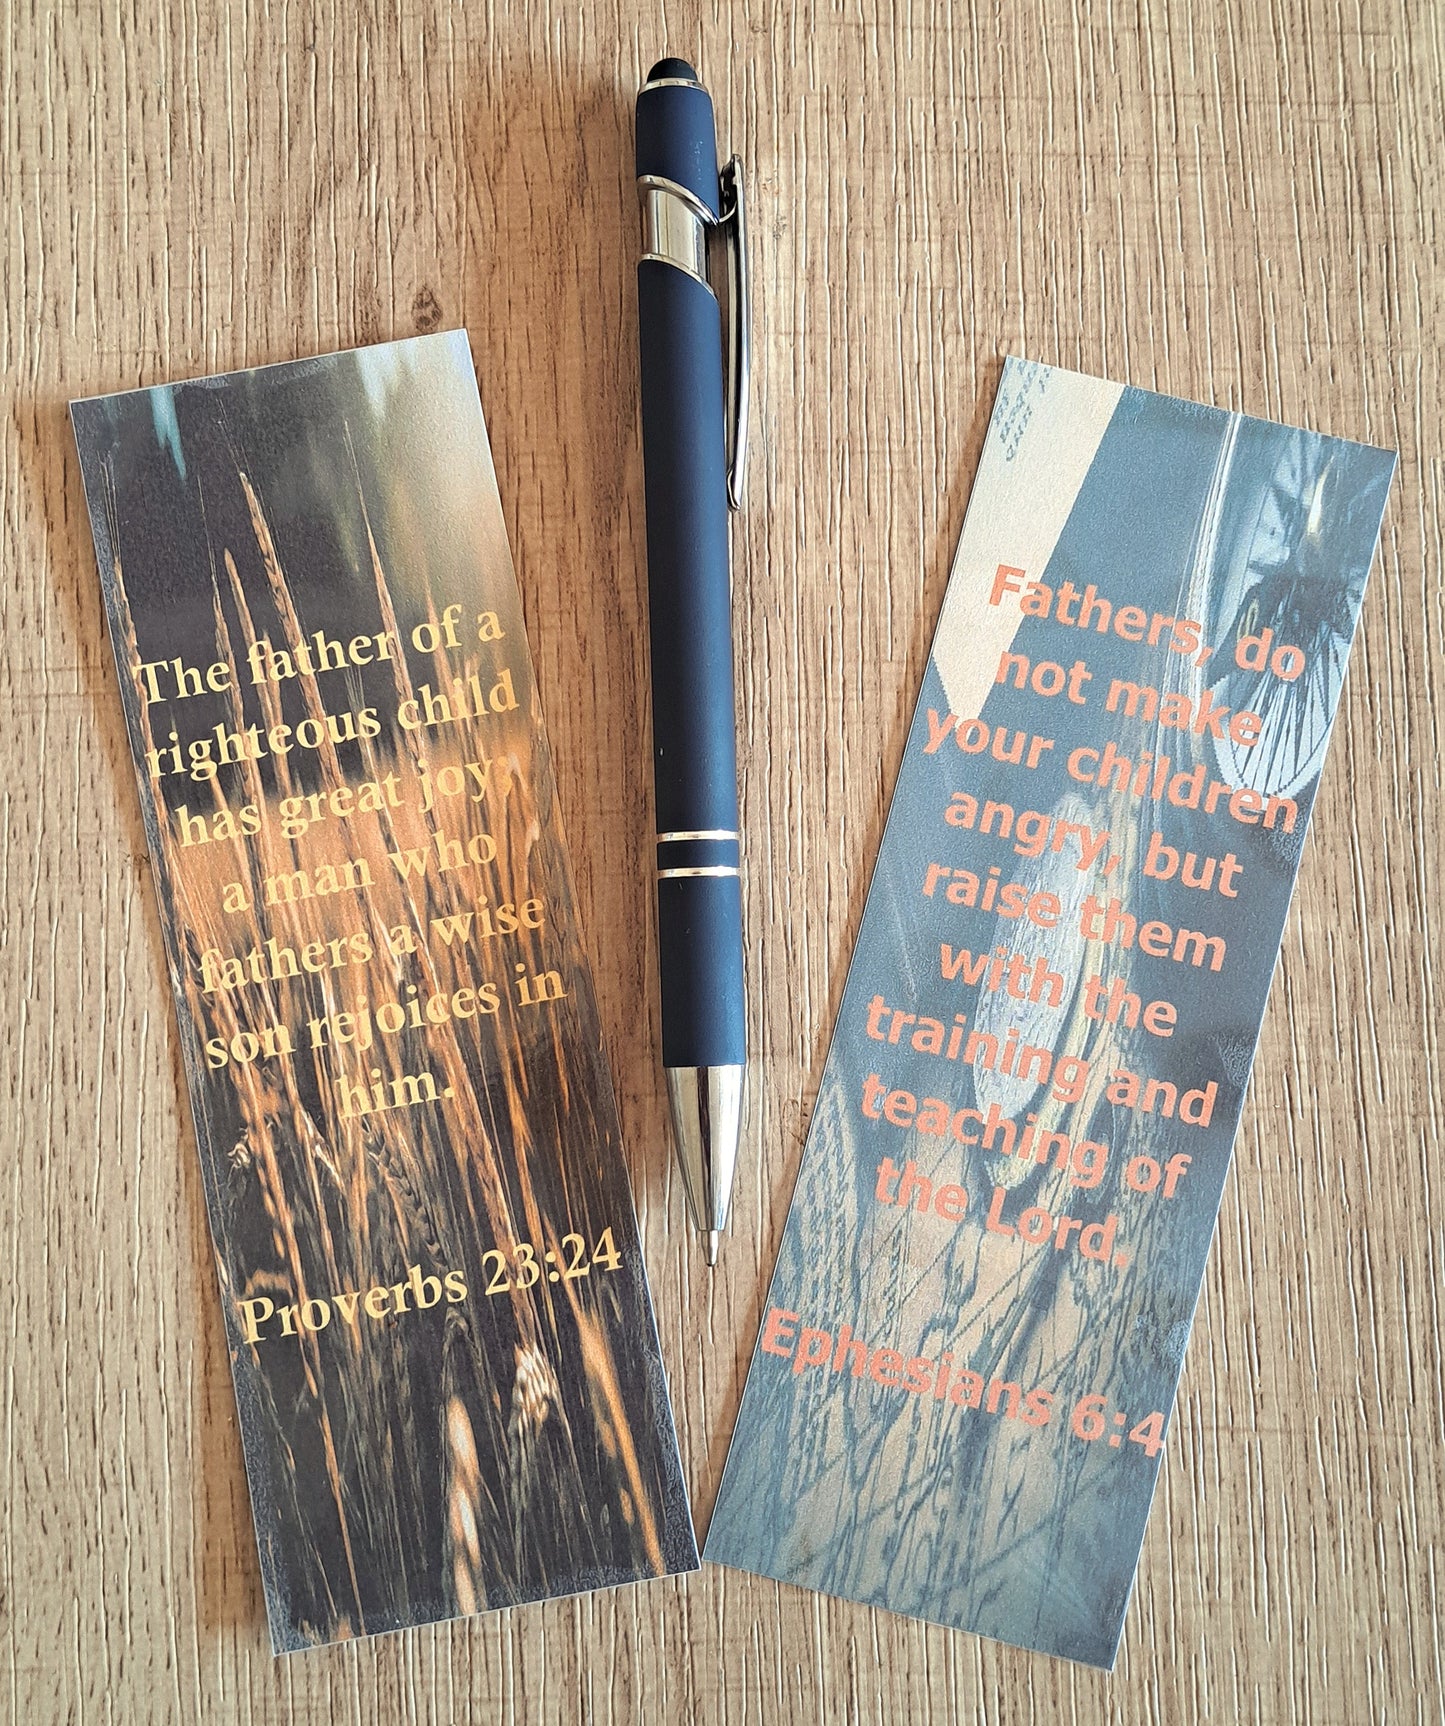 The father of a
righteous child
has great joy;
a man who
fathers a wise
son rejoices in
him.
Proverbs 23:24
Fathers, do
not make
your children
angry, but
raise them
with the
training and
teaching of
the Lord.
Ephesians 6:4